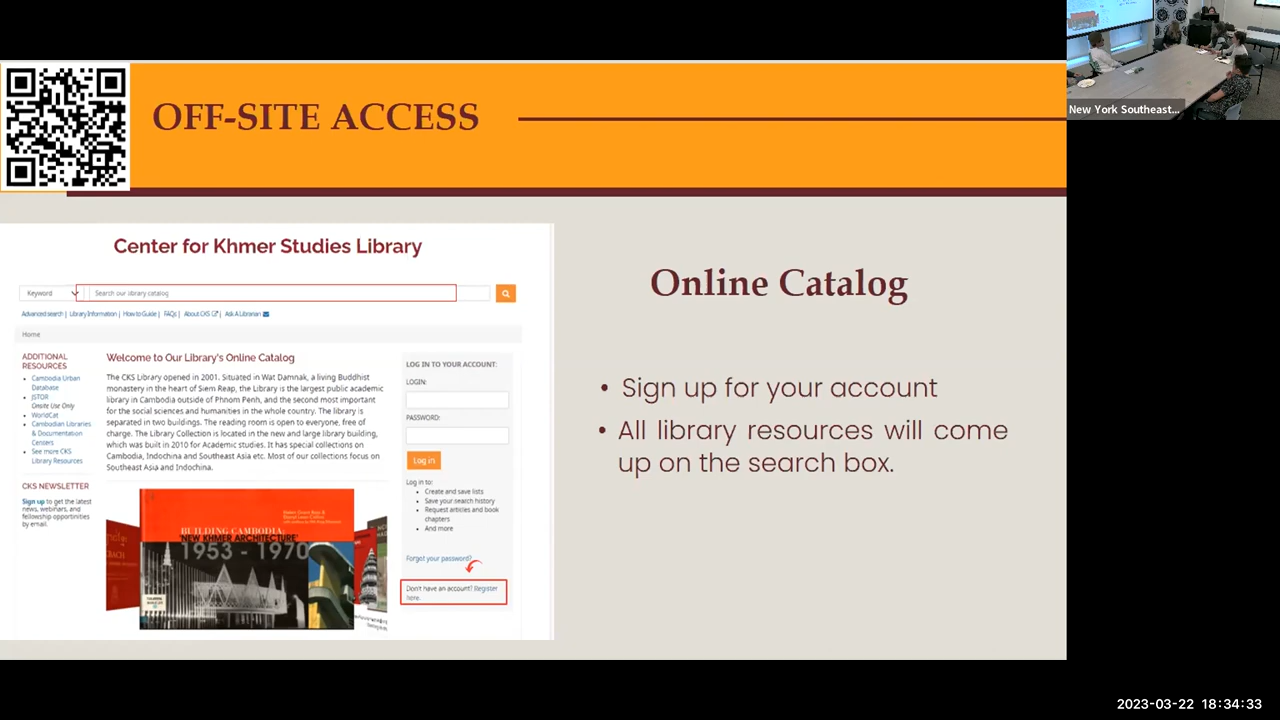 OFF-SITE ACCESS
New York Southeast...
Center for Khmer Studies Library
Keyword
Search our library catalog
Advanced search | Library Information | How to Guide | FAQs | About CKS | Ask A Librarian
Home
ADDITIONAL
RESOURCES
Cambodia Urban
Database
JSTOR
Onsite Use Only
WorldCat
Cambodian Libraries
& Documentation
Centers
See more CKS
Library Resources
CKS NEWSLETTER
Sign up to get the latest
news, webinars, and
fellowship opportunities
by email.
Welcome to Our Library's Online Catalog
The CKS Library opened in 2001. Situated in Wat Damnak, a living Buddhist
monastery in the heart of Siem Reap, the Library is the largest public academic
library in Cambodia outside of Phnom Penh, and the second most important
for the social sciences and humanities in the whole country. The library is
separated in two buildings. The reading room is open to everyone, free of
charge. The Library Collection is located in the new and large library building,
which was built in 2010 for Academic studies. It has special collections on
Cambodia, Indochina and Southeast Asia etc. Most of our collections focus on
Southeast Asia and Indochina.
BUILDING CAMBODIA:
'NEW KHMER ARCHITECTURE'
1953 - 1970
LOG IN TO YOUR ACCOUNT:
LOGIN:
PASSWORD:
Log in
Log in to:
• Create and save lists
• Save your search history
• Request articles and book
chapters
• And more
Forgot your password?
Don't have an account? Register
here.
Online Catalog
• Sign up for your account
• All library resources will come
up on the search box.
2023-03-22 18:34:33